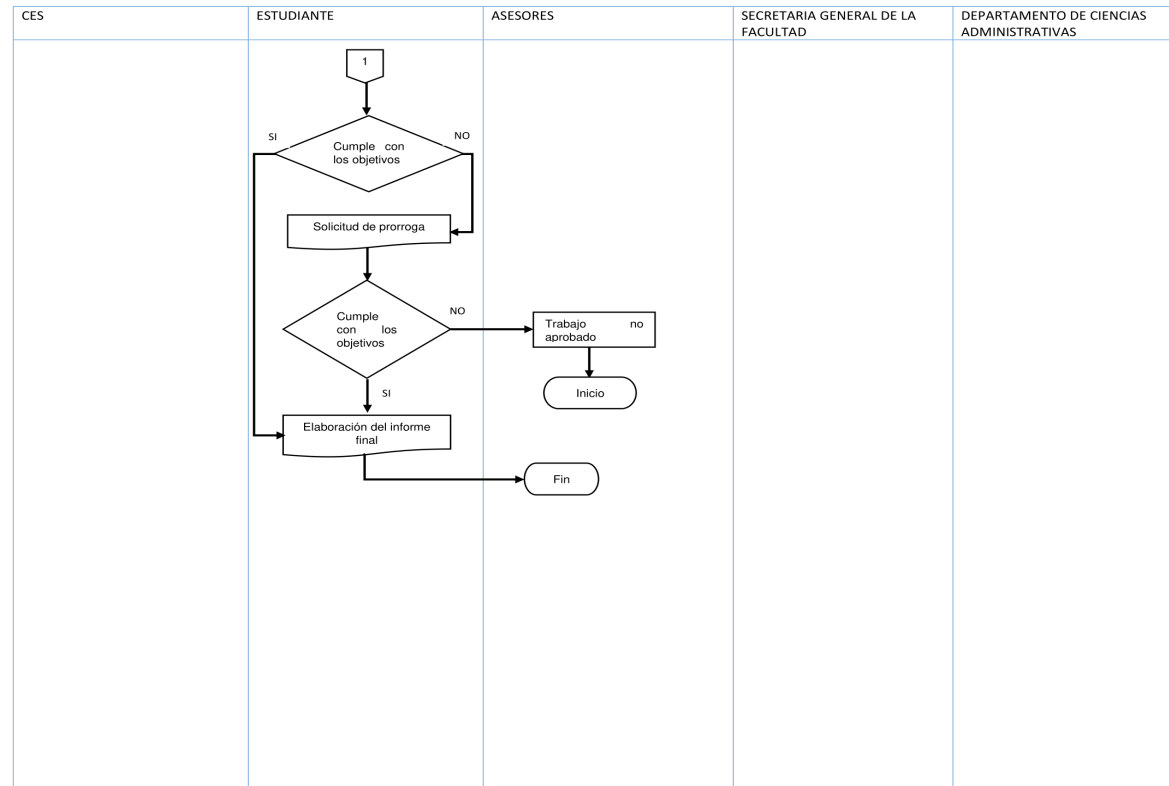 CES
ESTUDIANTE
ASESORES
SECRETARIA GENERAL DE LA
FACULTAD
DEPARTAMENTO DE CIENCIAS
ADMINISTRATIVAS
1
SI
NO
Cumple con
los objetivos
Solicitud de prorroga
Cumple
con los
objetivos
NO
Trabajo no
aprobado
SI
Inicio
Elaboración del informe
final
Fin